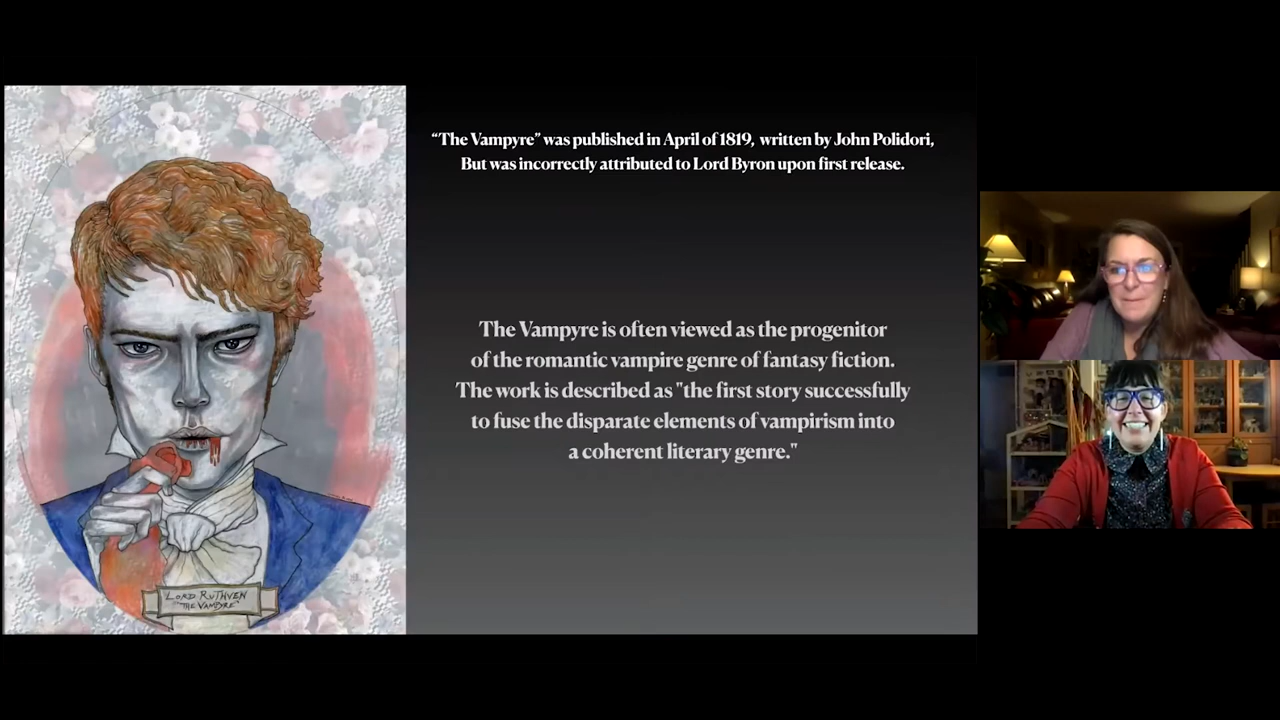 “The Vampyre” was published in April of 1819, written by John Polidori,
But was incorrectly attributed to Lord Byron upon first release.
The Vampyre is often viewed as the progenitor
of the romantic vampire genre of fantasy fiction.
The work is described as "the first story successfully
to fuse the disparate elements of vampirism into
a coherent literary genre."
LORD RUTHVEN
"THE VAMPYRE"